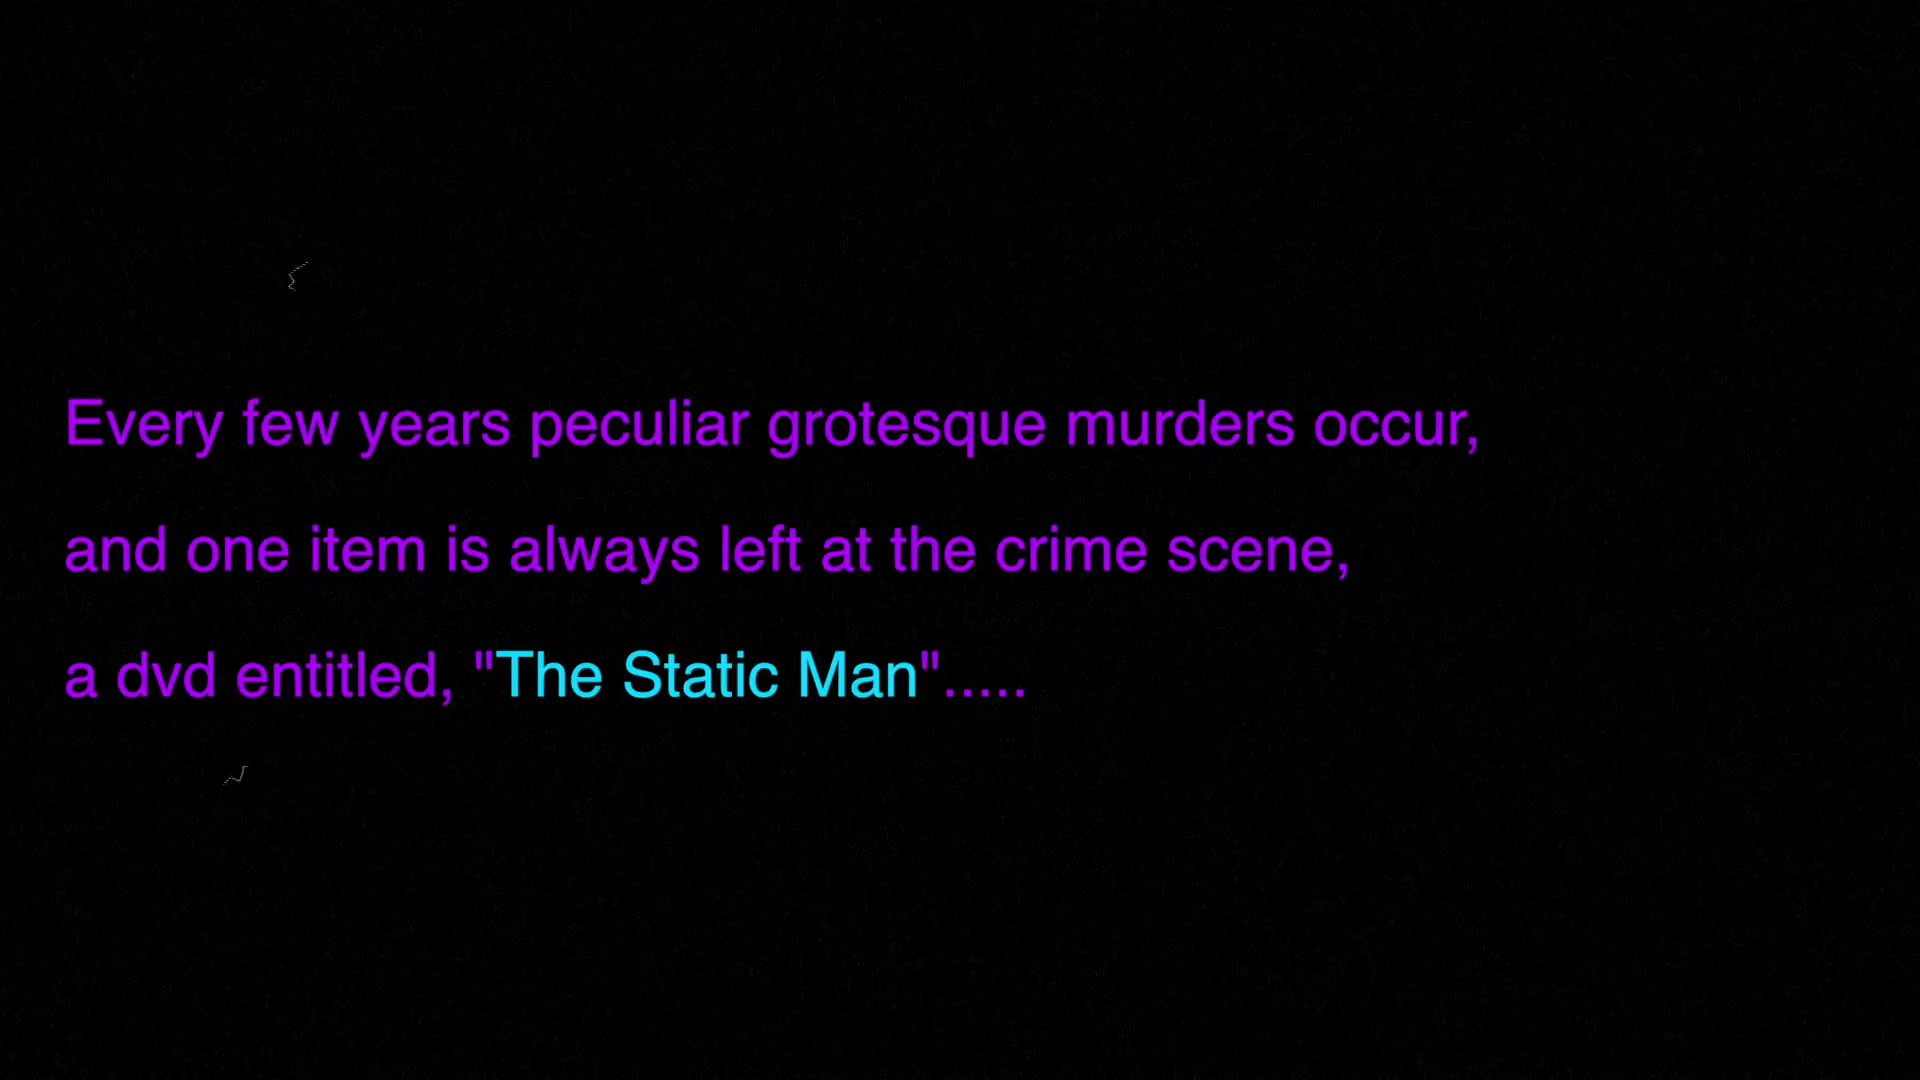 Every few years peculiar grotesque murders occur,
and one item is always left at the crime scene,
a dvd entitled, "The Static Man".....